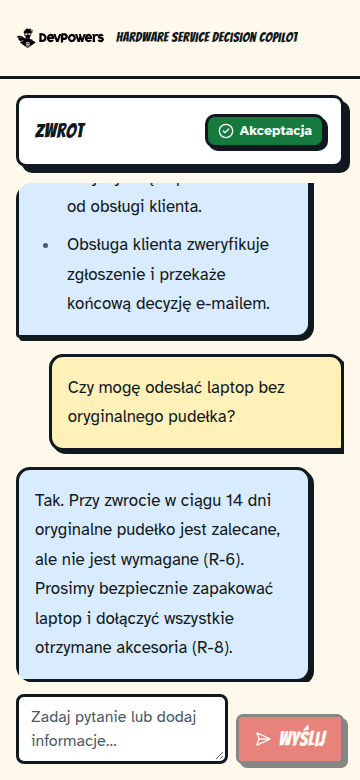 DevPowers HARDWARE SERVICE DECISION COPILOT
ZWROT Akceptacja
od obsługi klienta.
• Obsługa klienta zweryfikuje
zgłoszenie i przekaże
końcową decyzję e-mailem.
Czy mogę odesłać laptop bez
oryginalnego pudełka?
Tak. Przy zwrocie w ciągu 14 dni
oryginalne pudełko jest zalecane,
ale nie jest wymagane (R-6).
Prosimy bezpiecznie zapakować
laptop i dołączyć wszystkie
otrzymane akcesoria (R-8).
Zadaj pytanie lub dodaj
informacje...
WYŚLIJ